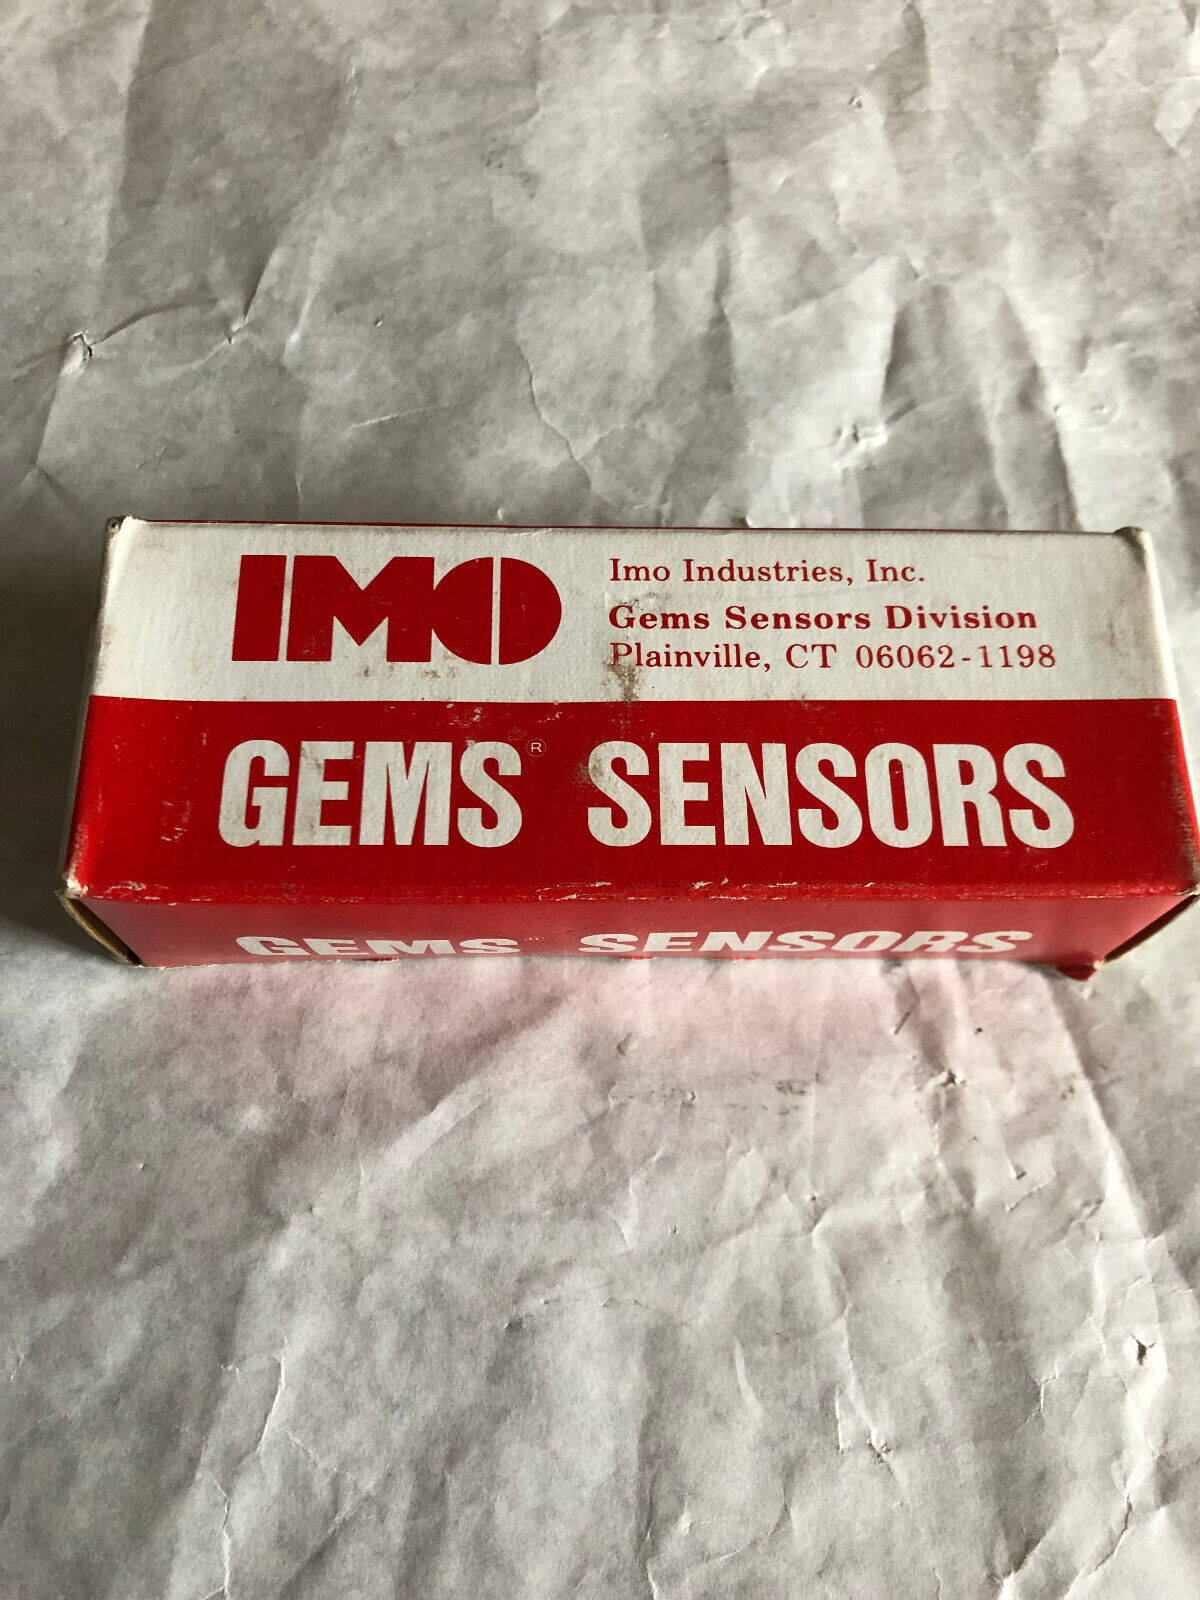 IMO
Imo Industries, Inc.
Gems Sensors Division
Plainville, CT 06062-1198
GEMS® SENSORS
GEMS® SENSORS